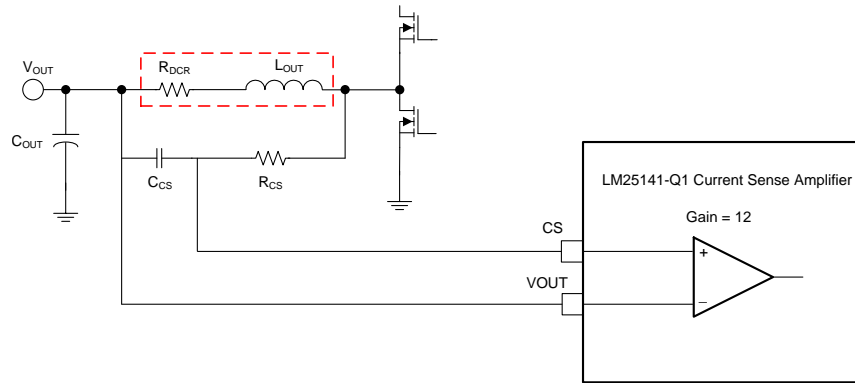 VOUT
RDCR
LOUT
COUT
CCS
RCS
LM25141-Q1 Current Sense Amplifier
Gain = 12
CS
+
VOUT
−